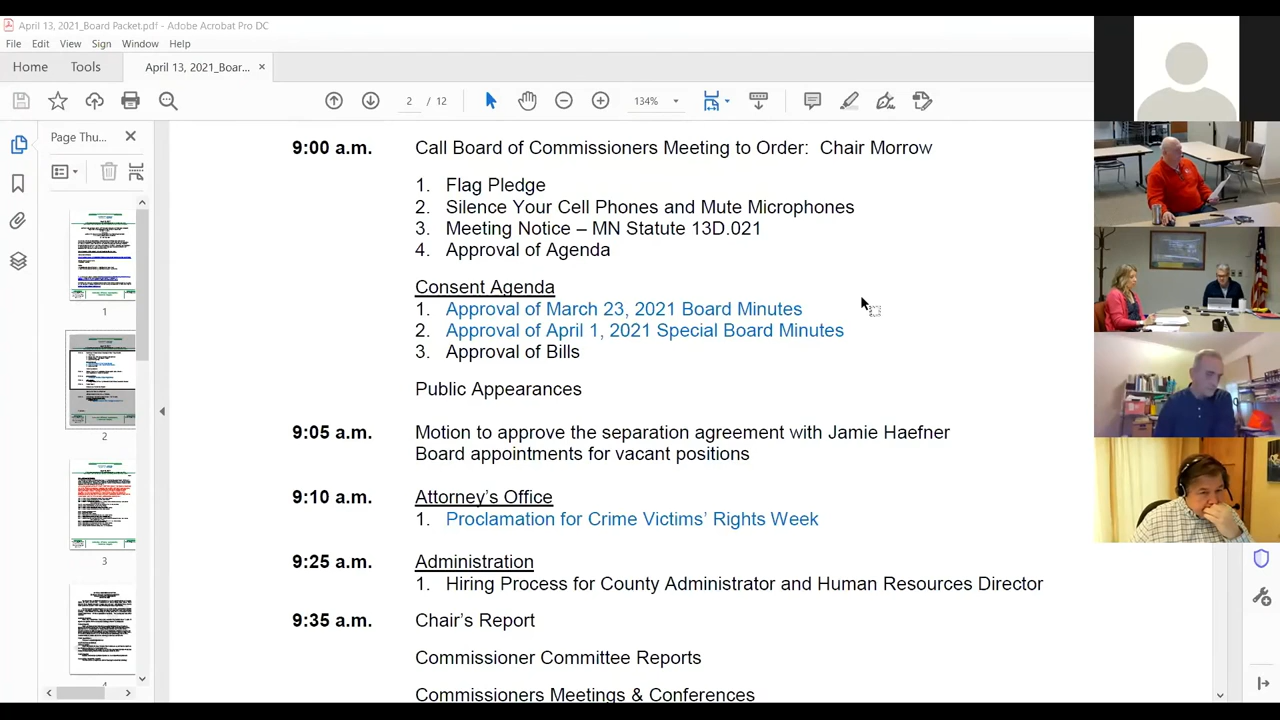 April 13, 2021_Board Packet.pdf - Adobe Acrobat Pro DC
File Edit View Sign Window Help
Home Tools April 13, 2021_Boar... ×
2 / 12 134%
Page Thu...
9:00 a.m. Call Board of Commissioners Meeting to Order: Chair Morrow
1. Flag Pledge
2. Silence Your Cell Phones and Mute Microphones
3. Meeting Notice – MN Statute 13D.021
4. Approval of Agenda
Consent Agenda
1. Approval of March 23, 2021 Board Minutes
2. Approval of April 1, 2021 Special Board Minutes
3. Approval of Bills
Public Appearances
9:05 a.m. Motion to approve the separation agreement with Jamie Haefner
Board appointments for vacant positions
9:10 a.m. Attorney's Office
1. Proclamation for Crime Victims' Rights Week
9:25 a.m. Administration
1. Hiring Process for County Administrator and Human Resources Director
9:35 a.m. Chair's Report
Commissioner Committee Reports
Commissioners Meetings & Conferences
1
2
3